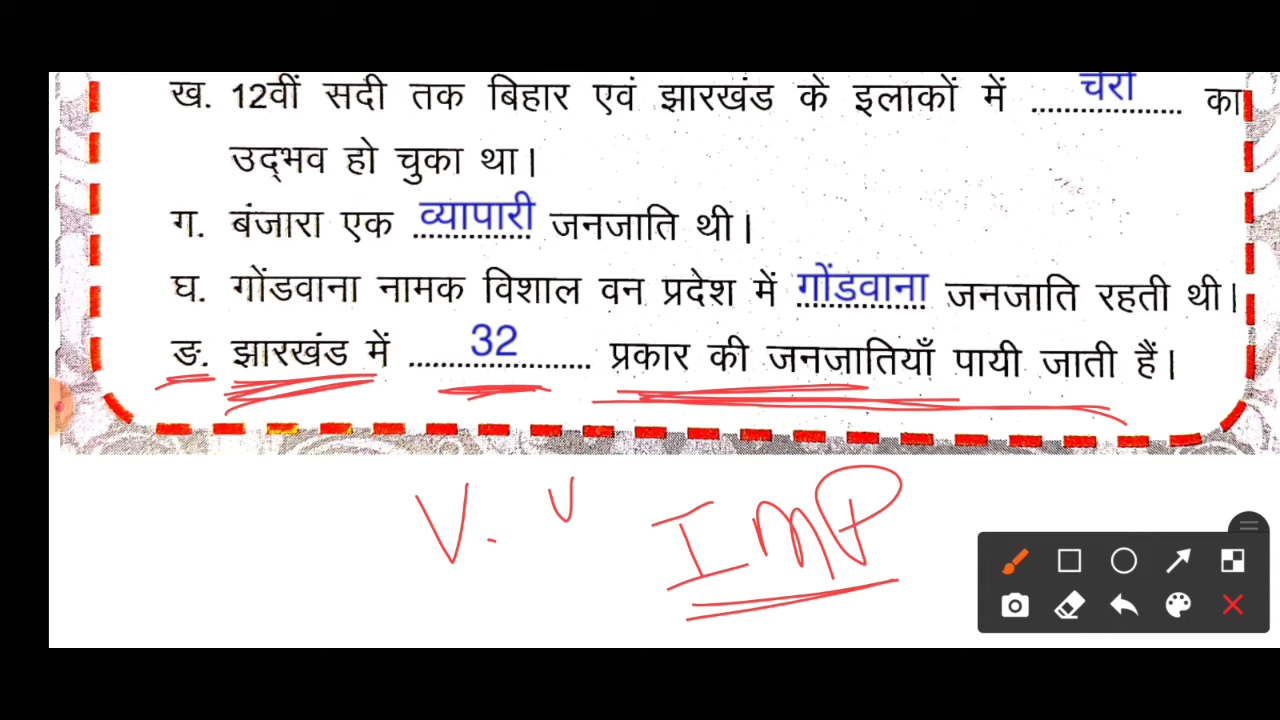 ख. 12वीं सदी तक बिहार एवं झारखंड के इलाकों में चेरो का
उद्भव हो चुका था।
ग. बंजारा एक व्यापारी जनजाति थी।
घ. गोंडवाना नामक विशाल वन प्रदेश में गोंडवाना जनजाति रहती थी।
ङ. झारखंड में 32 प्रकार की जनजातियाँ पायी जाती हैं।
V. V IMP